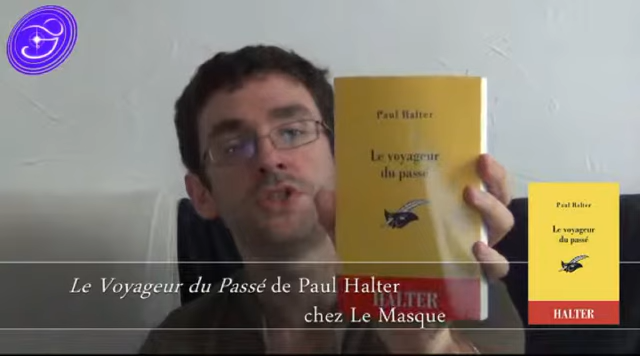 Paul Halter
Le voyageur
du passé
HALTER
Le Voyageur du Passé de Paul Halter
chez Le Masque
Paul Halter
Le voyageur
du passé
HALTER